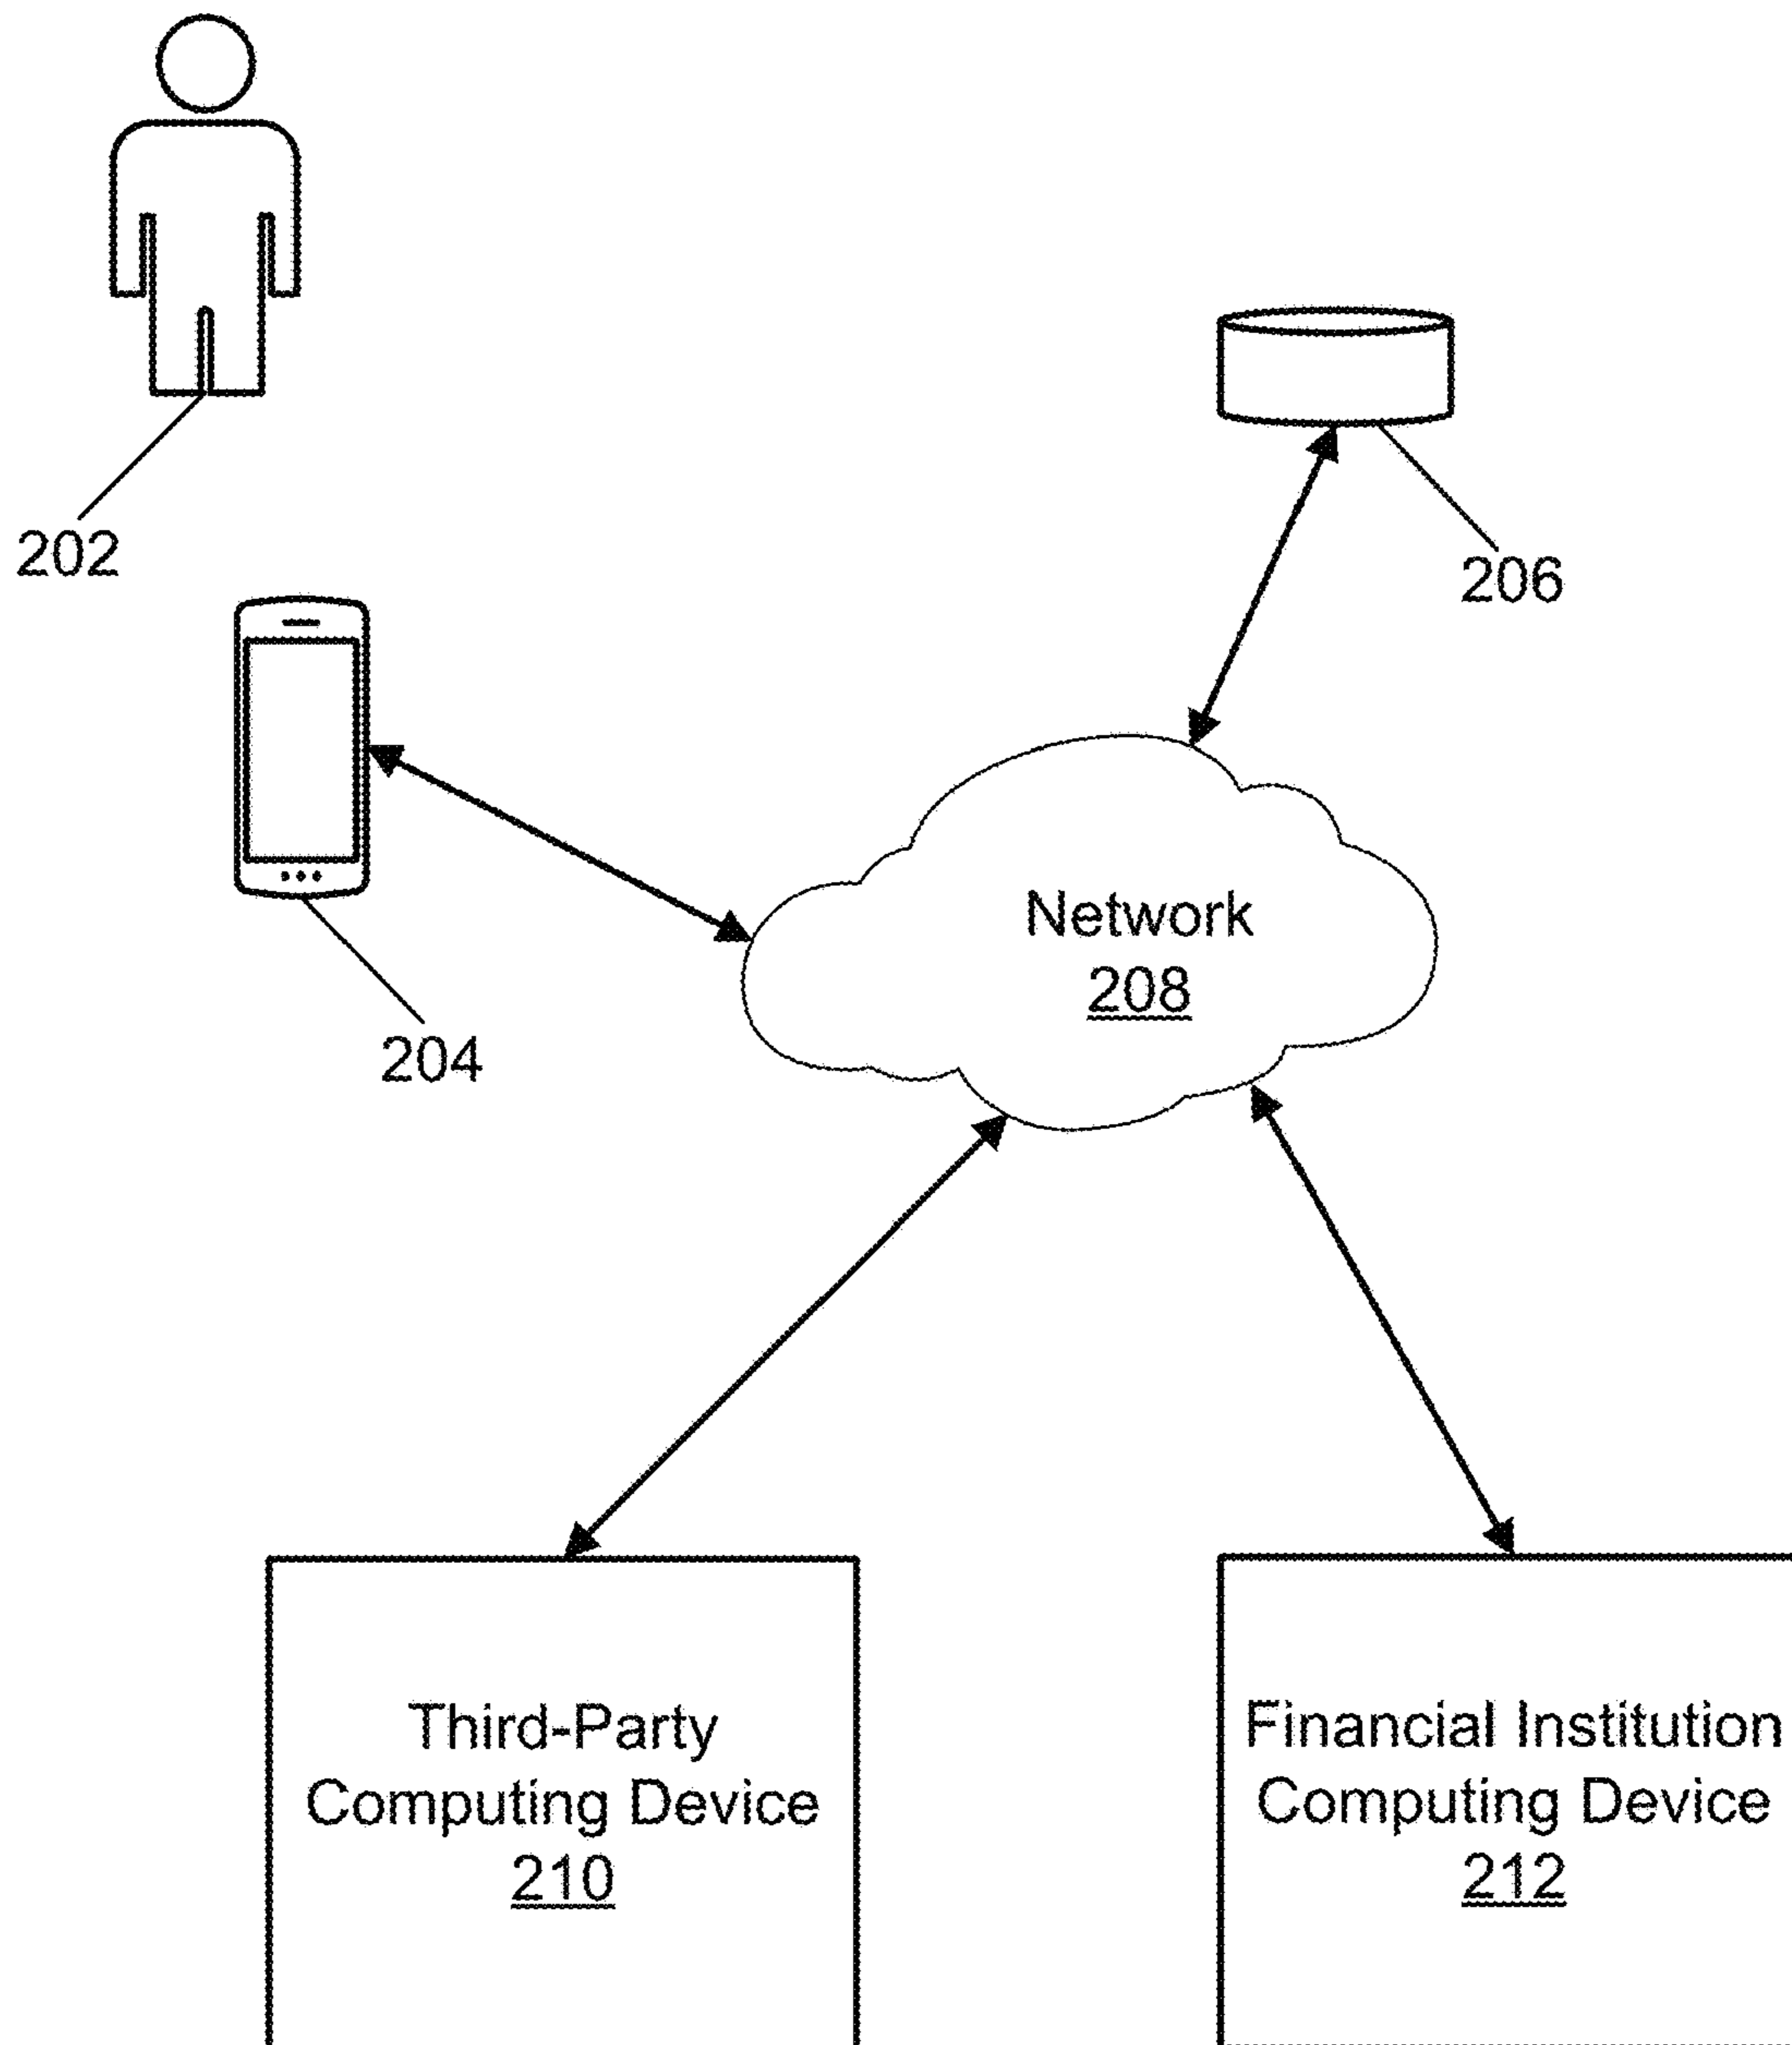 202
206
204
Network
208
Third-Party
Computing Device
210
Financial Institution
Computing Device
212